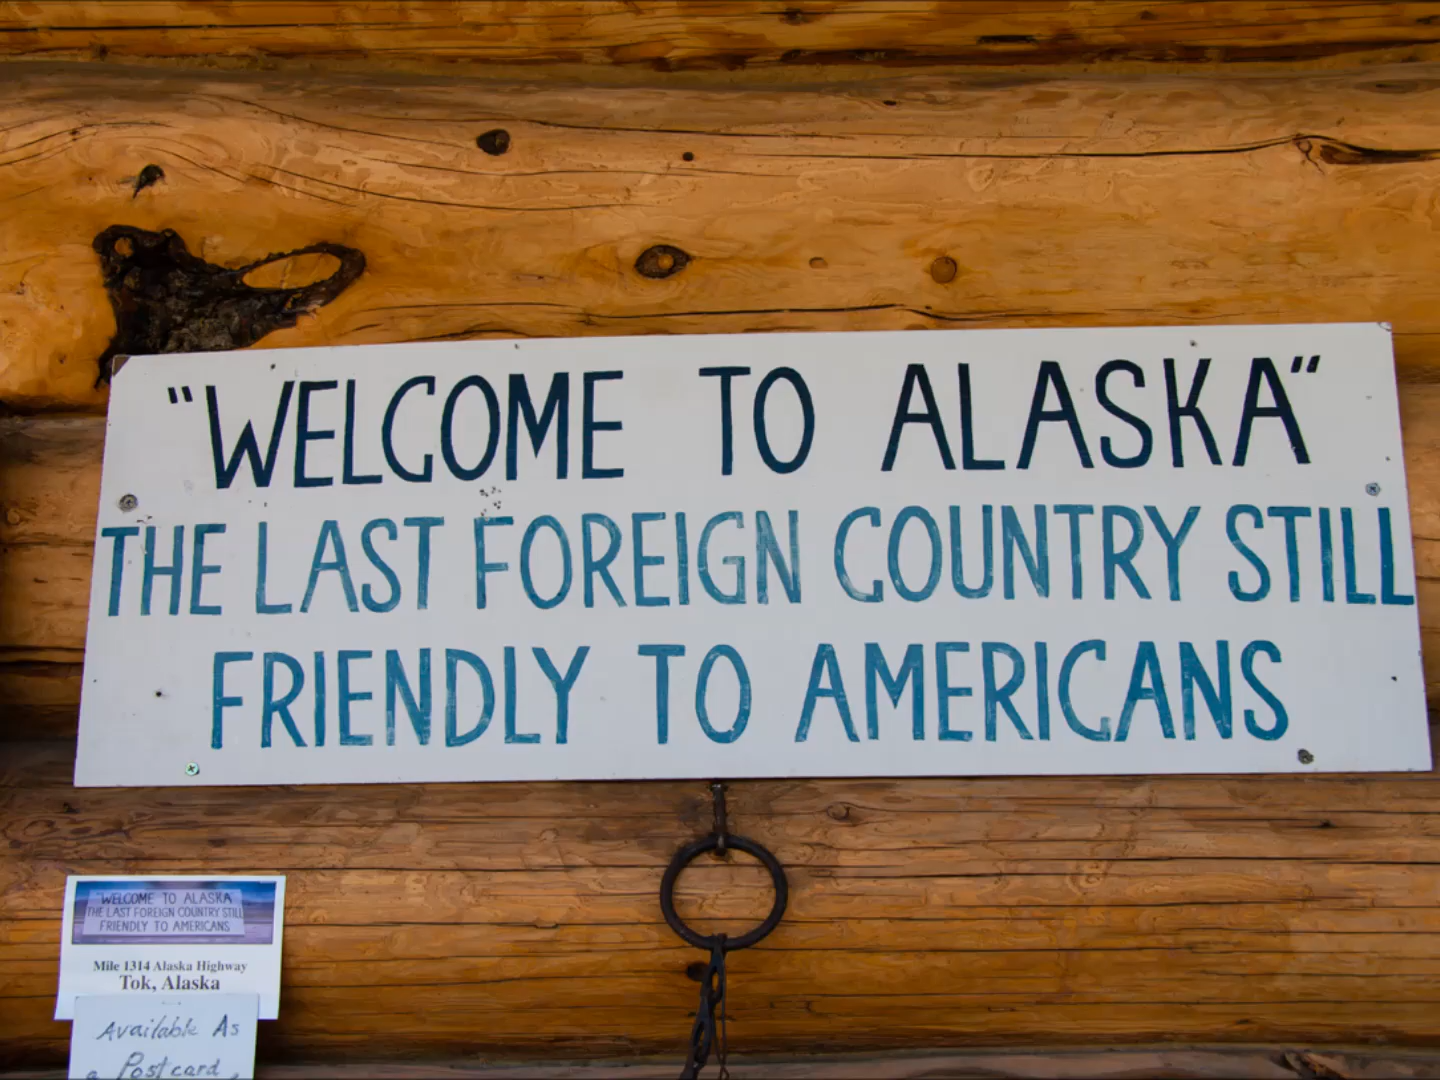 "WELCOME TO ALASKA"
THE LAST FOREIGN COUNTRY STILL
FRIENDLY TO AMERICANS
"WELCOME TO ALASKA
THE LAST FOREIGN COUNTRY STILL
FRIENDLY TO AMERICANS
Mile 1314 Alaska Highway
Tok, Alaska
Available As
a Postcard